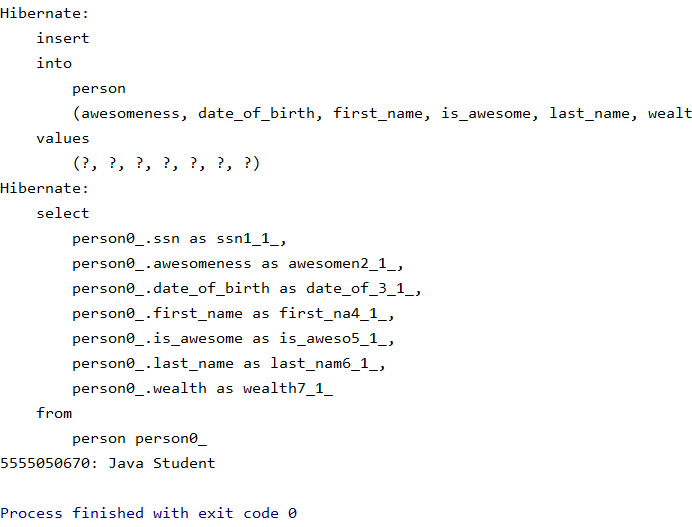 Hibernate:
    insert
    into
        person
        (awesomeness, date_of_birth, first_name, is_awesome, last_name, wealt
    values
        (?, ?, ?, ?, ?, ?, ?)
Hibernate:
    select
        person0_.ssn as ssn1_1_,
        person0_.awesomeness as awesomen2_1_,
        person0_.date_of_birth as date_of_3_1_,
        person0_.first_name as first_na4_1_,
        person0_.is_awesome as is_aweso5_1_,
        person0_.last_name as last_nam6_1_,
        person0_.wealth as wealth7_1_
    from
        person person0_
5555050670: Java Student
Process finished with exit code 0